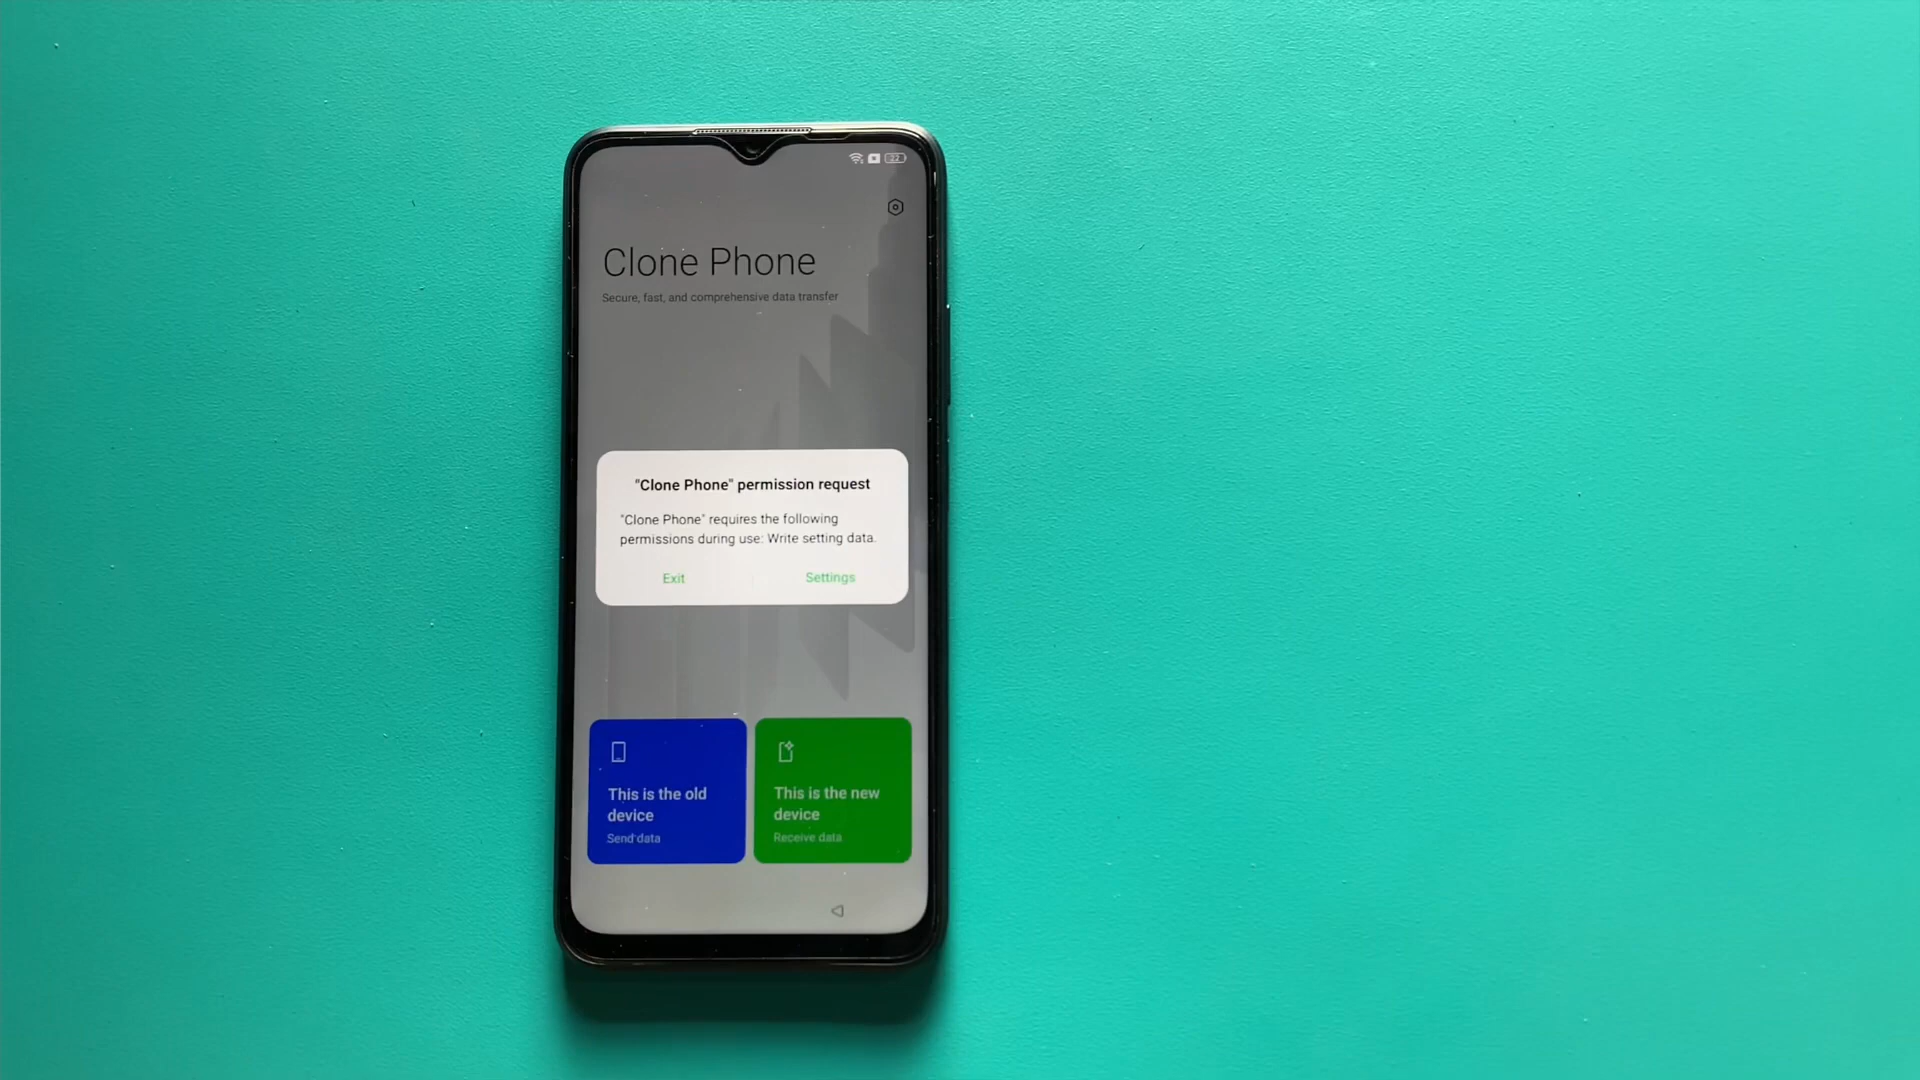 22
Clone Phone
Secure, fast, and comprehensive data transfer
"Clone Phone" permission request
"Clone Phone" requires the following
permissions during use: Write setting data.
Exit Settings
This is the old
device
Send data
This is the new
device
Receive data